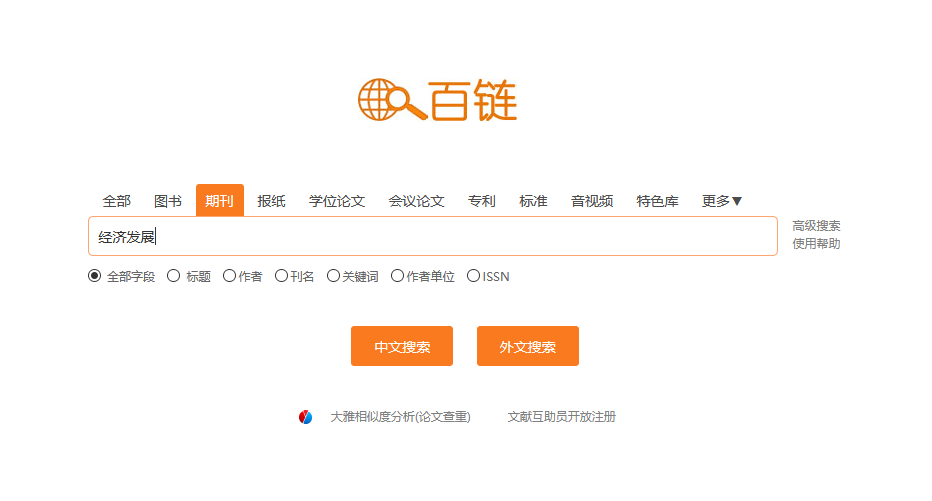 百链
全部 图书 期刊 报纸 学位论文 会议论文 专利 标准 音视频 特色库 更多▼
经济发展
高级搜索
使用帮助
全部字段 标题 作者 刊名 关键词 作者单位 ISSN
中文搜索 外文搜索
大雅相似度分析(论文查重) 文献互助员开放注册